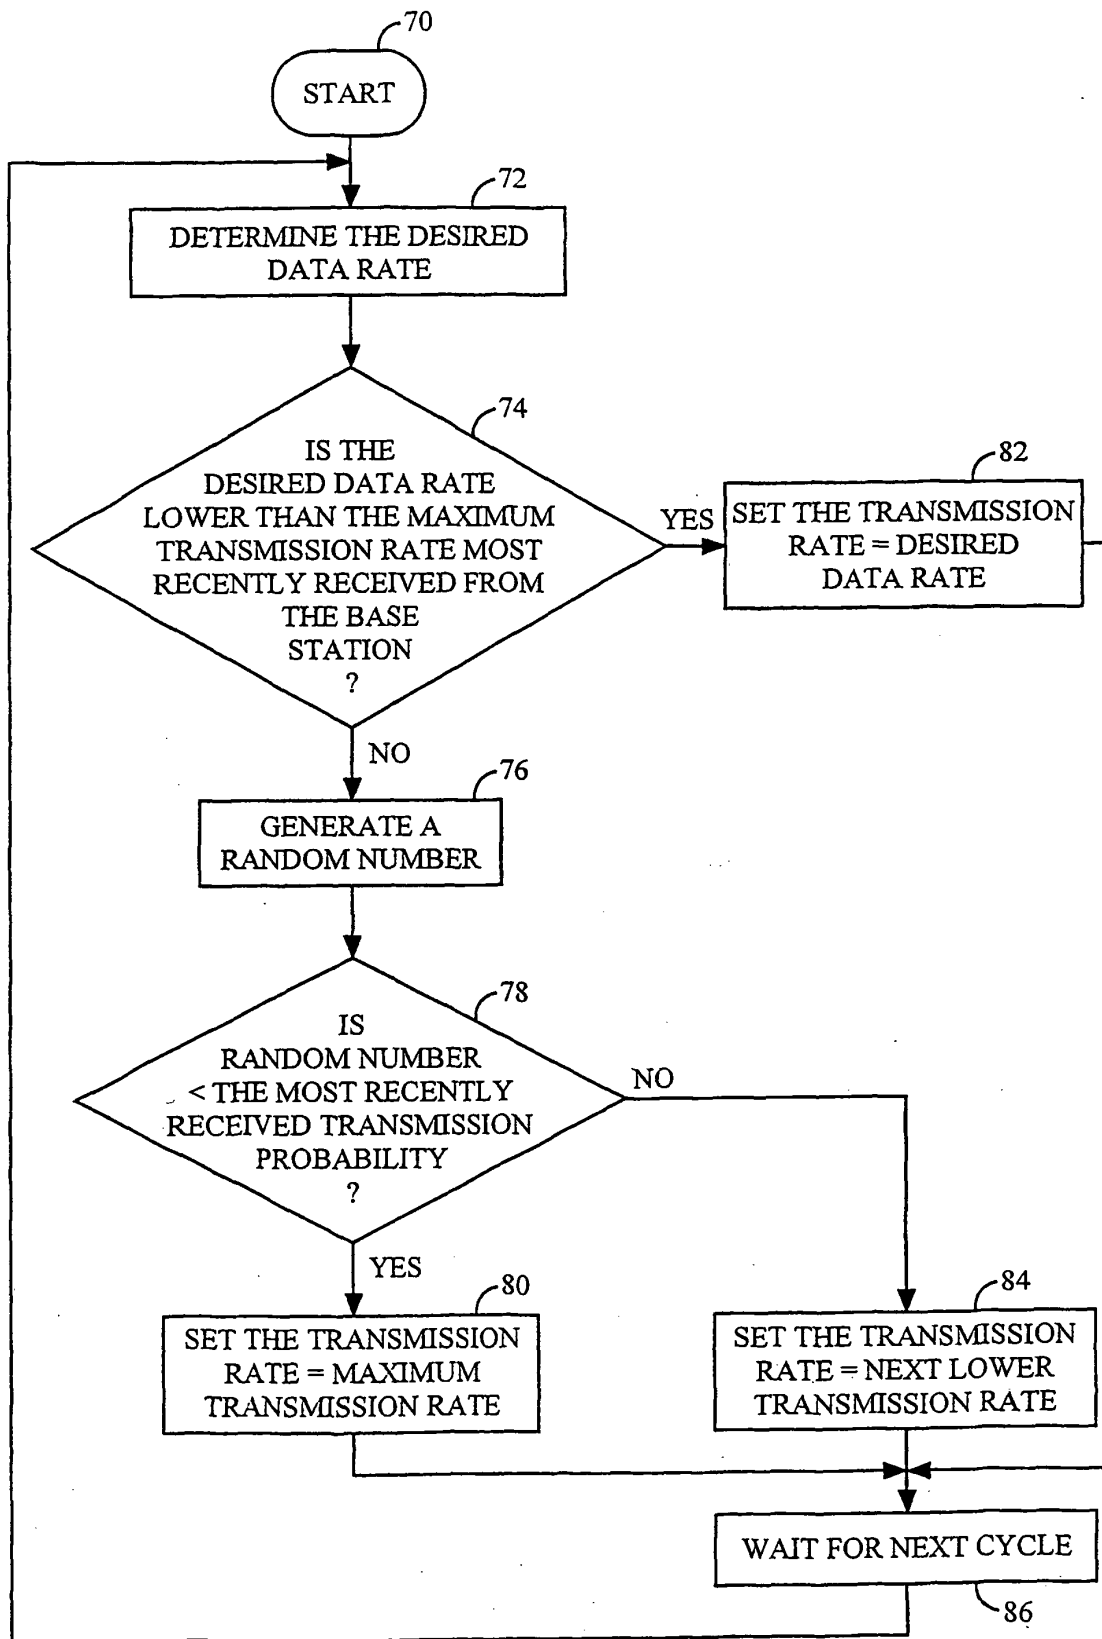 70
START
72
DETERMINE THE DESIRED
DATA RATE
74
IS THE
DESIRED DATA RATE
LOWER THAN THE MAXIMUM
TRANSMISSION RATE MOST
RECENTLY RECEIVED FROM
THE BASE
STATION
?
YES
82
SET THE TRANSMISSION
RATE = DESIRED
DATA RATE
NO
76
GENERATE A
RANDOM NUMBER
78
IS
RANDOM NUMBER
< THE MOST RECENTLY
RECEIVED TRANSMISSION
PROBABILITY
?
NO
YES
80
SET THE TRANSMISSION
RATE = MAXIMUM
TRANSMISSION RATE
84
SET THE TRANSMISSION
RATE = NEXT LOWER
TRANSMISSION RATE
WAIT FOR NEXT CYCLE
86